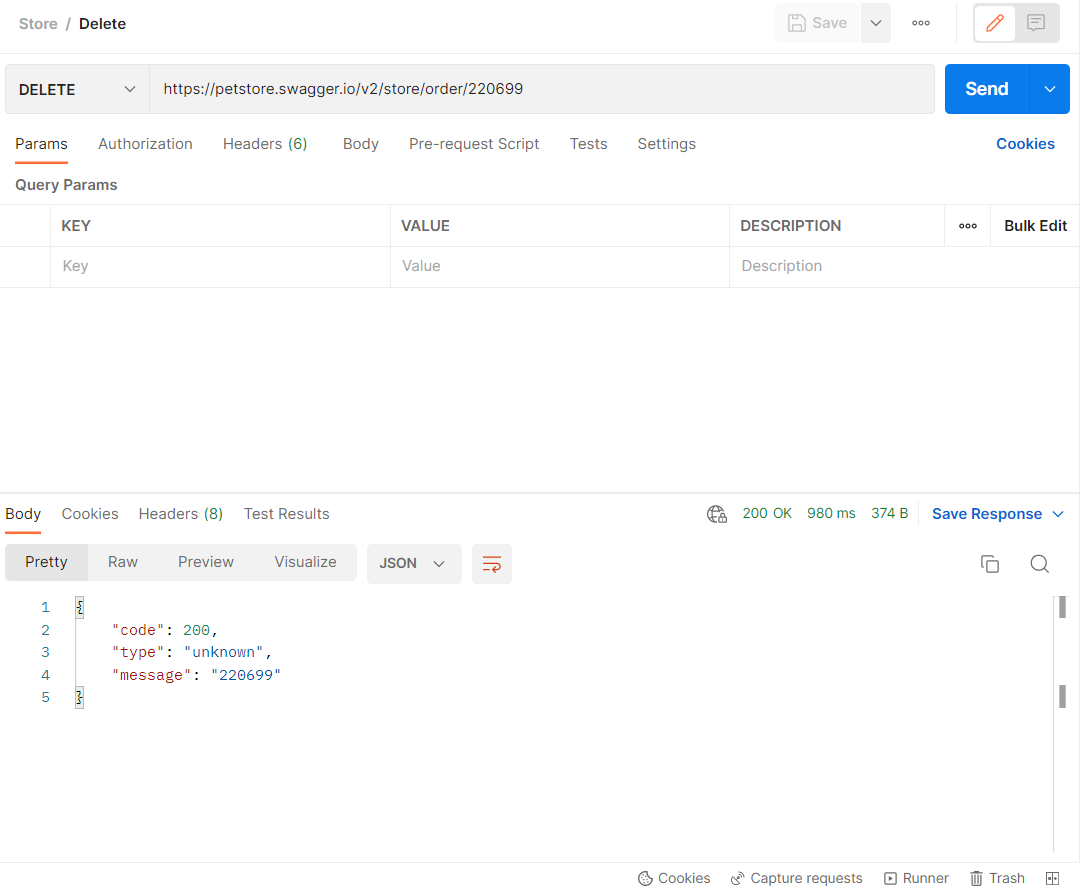 Store / Delete
Save
DELETE
https://petstore.swagger.io/v2/store/order/220699
Send
Params
Authorization
Headers (6)
Body
Pre-request Script
Tests
Settings
Cookies
Query Params
KEY
VALUE
DESCRIPTION
Bulk Edit
Key
Value
Description
Body
Cookies
Headers (8)
Test Results
200 OK
980 ms
374 B
Save Response
Pretty
Raw
Preview
Visualize
JSON
1 {
2 "code": 200,
3 "type": "unknown",
4 "message": "220699"
5 }
Cookies
Capture requests
Runner
Trash